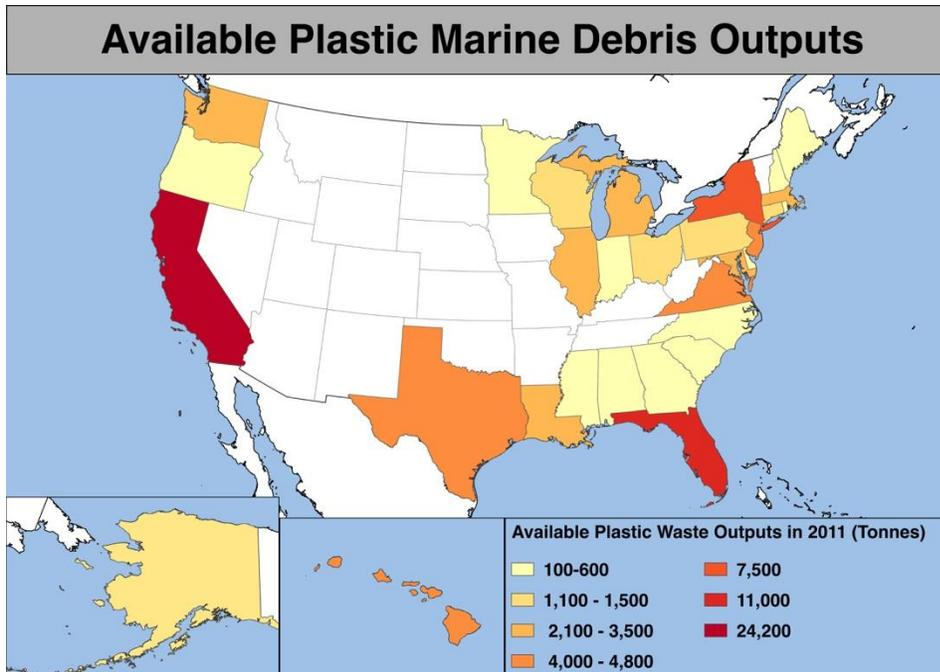 Available Plastic Marine Debris Outputs
Available Plastic Waste Outputs in 2011 (Tonnes)
100-600
1,100 - 1,500
2,100 - 3,500
4,000 - 4,800
7,500
11,000
24,200